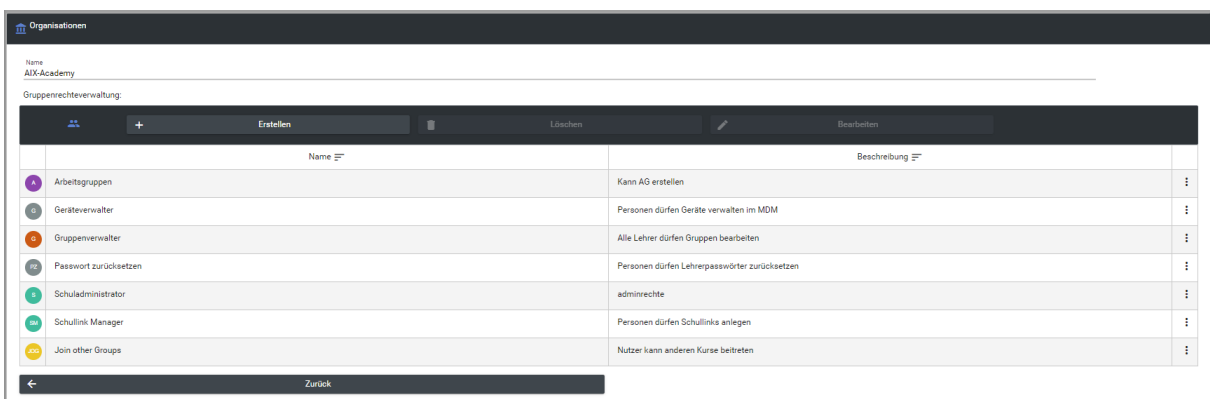 Organisationen
Name
AIX-Academy
Gruppenrechteverwaltung:
+ Erstellen Löschen Bearbeiten
Name Beschreibung
A Arbeitsgruppen Kann AG erstellen
G Geräteverwalter Personen dürfen Geräte verwalten im MDM
G Gruppenverwalter Alle Lehrer dürfen Gruppen bearbeiten
PZ Passwort zurücksetzen Personen dürfen Lehrerpasswörter zurücksetzen
S Schuladministrator adminrechte
SM Schullink Manager Personen dürfen Schullinks anlegen
JOG Join other Groups Nutzer kann anderen Kurse beitreten
Zurück